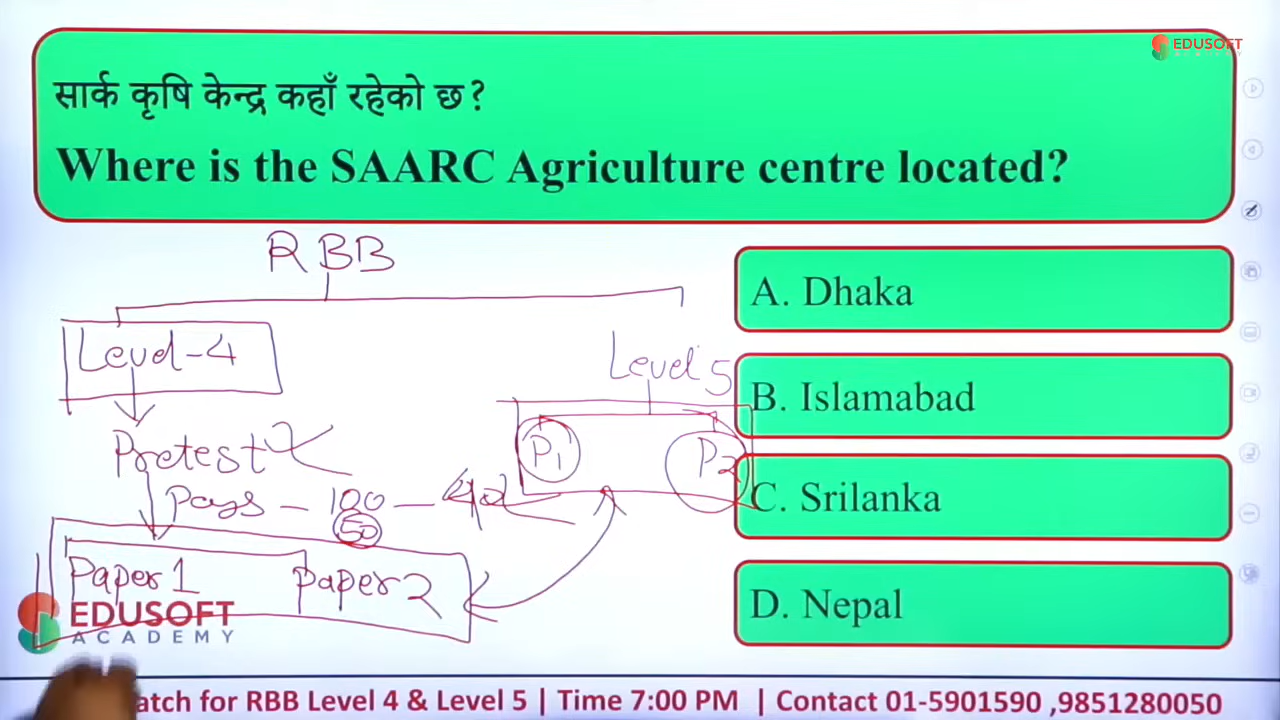 EDUSOFT
ACADEMY
सार्क कृषि केन्द्र कहाँ रहेको छ?
Where is the SAARC Agriculture centre located?
RBB
Level-4
Level 5
A. Dhaka
B. Islamabad
C. Srilanka
D. Nepal
Pretest
P1
P2
Pass - 100 - 40
50
Paper 1
Paper 2
EDUSOFT
ACADEMY
atch for RBB Level 4 & Level 5 | Time 7:00 PM | Contact 01-5901590 ,9851280050